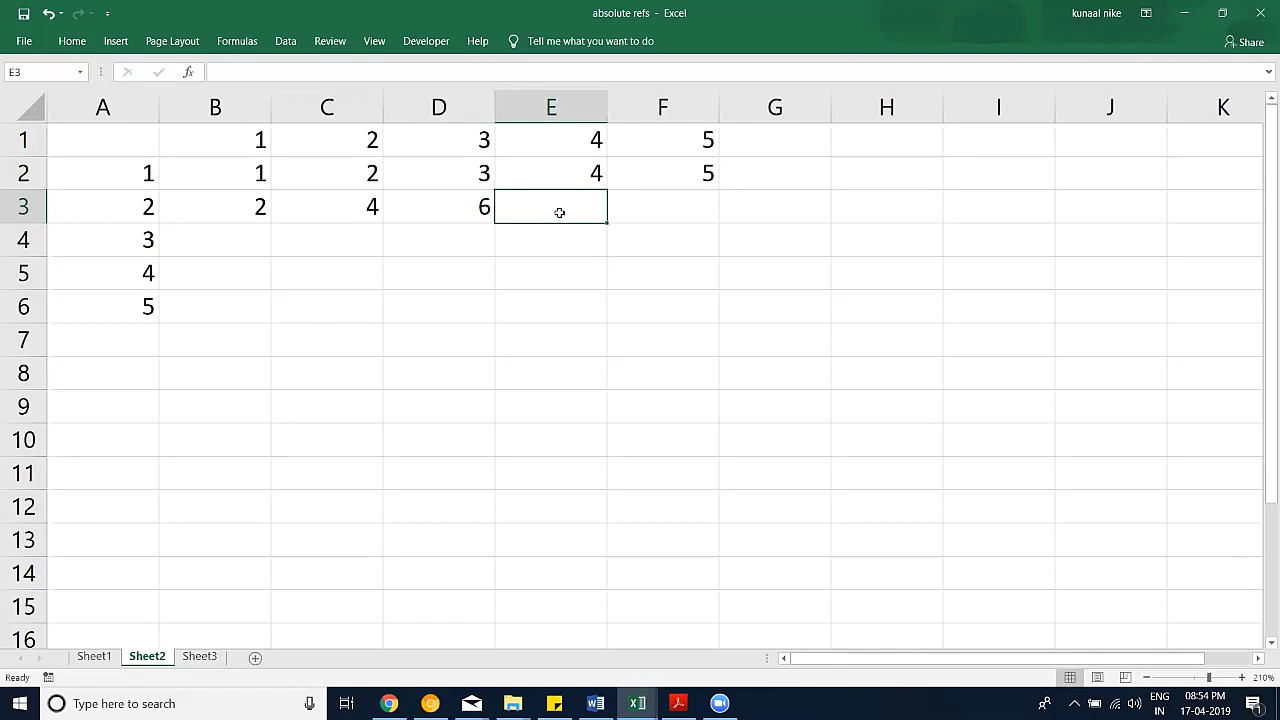 absolute refs - Excel
kunaal nike
File Home Insert Page Layout Formulas Data Review View Developer Help Tell me what you want to do Share
E3 fx
A B C D E F G H I J K
1 1 2 3 4 5
2 1 1 2 3 4 5
3 2 2 4 6
4 3
5 4
6 5
7
8
9
10
11
12
13
14
15
16
Sheet1 Sheet2 Sheet3
Ready 210%
Type here to search
ENG 08:54 PM
IN 17-04-2019